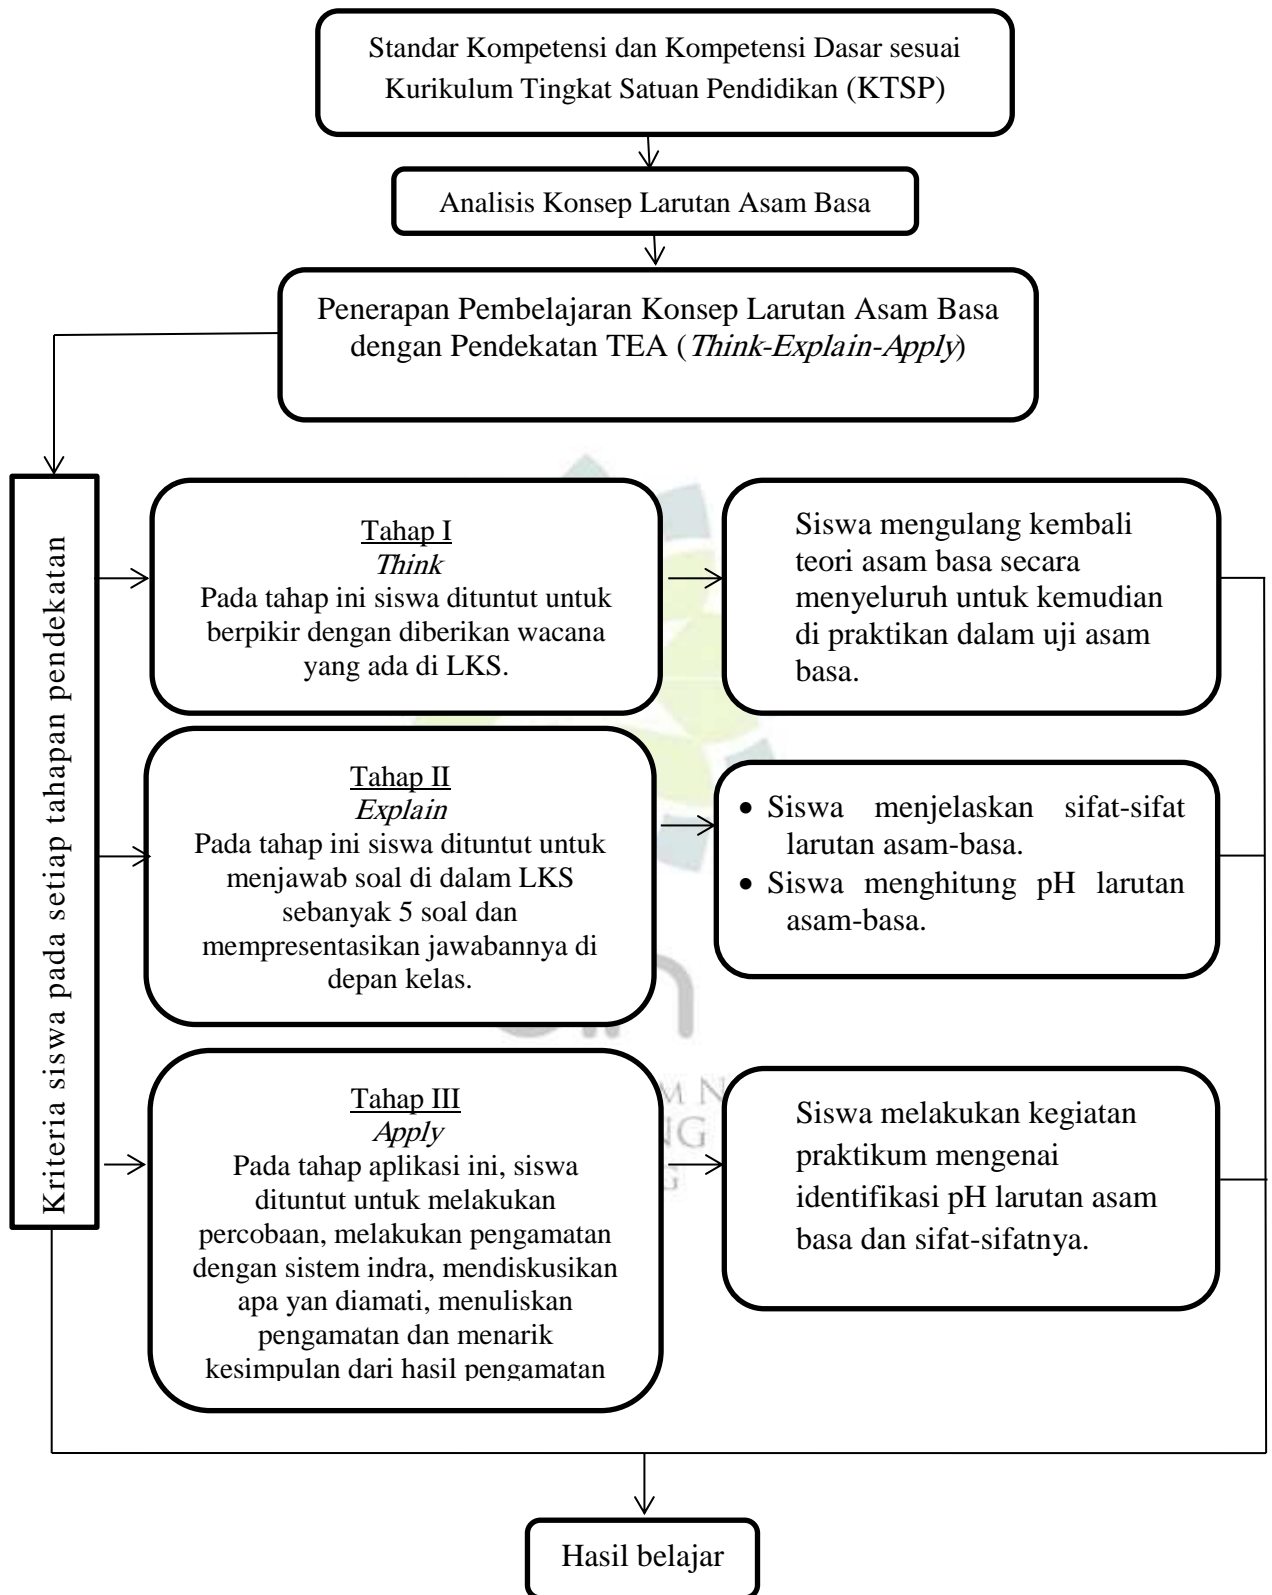 Standar Kompetensi dan Kompetensi Dasar sesuai
Kurikulum Tingkat Satuan Pendidikan (KTSP)
Analisis Konsep Larutan Asam Basa
Penerapan Pembelajaran Konsep Larutan Asam Basa
dengan Pendekatan TEA (Think-Explain-Apply)
Kriteria siswa pada setiap tahapan pendekatan
Tahap I
Think
Pada tahap ini siswa dituntut untuk
berpikir dengan diberikan wacana
yang ada di LKS.
Siswa mengulang kembali
teori asam basa secara
menyeluruh untuk kemudian
di praktikan dalam uji asam
basa.
Tahap II
Explain
Pada tahap ini siswa dituntut untuk
menjawab soal di dalam LKS
sebanyak 5 soal dan
mempresentasikan jawabannya di
depan kelas.
• Siswa menjelaskan sifat-sifat
larutan asam-basa.
• Siswa menghitung pH larutan
asam-basa.
Tahap III
Apply
Pada tahap aplikasi ini, siswa
dituntut untuk melakukan
percobaan, melakukan pengamatan
dengan sistem indra, mendiskusikan
apa yan diamati, menuliskan
pengamatan dan menarik
kesimpulan dari hasil pengamatan
Siswa melakukan kegiatan
praktikum mengenai
identifikasi pH larutan asam
basa dan sifat-sifatnya.
Hasil belajar